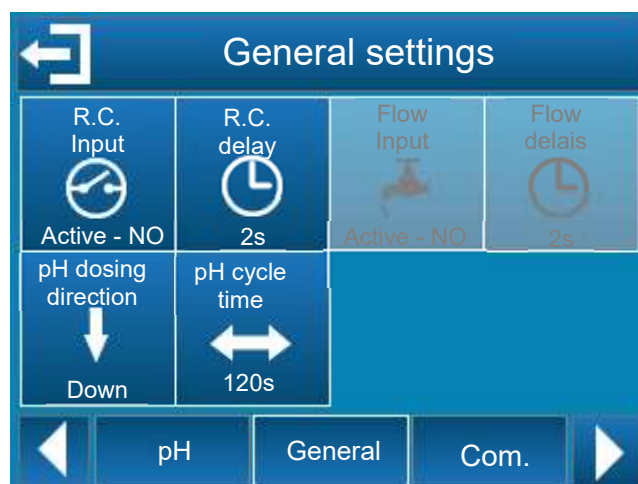 General settings
R.C.
Input
Active - NO
R.C.
delay
2s
Flow
Input
Active - NO
Flow
delais
2s
pH dosing
direction
Down
pH cycle
time
120s
pH
General
Com.